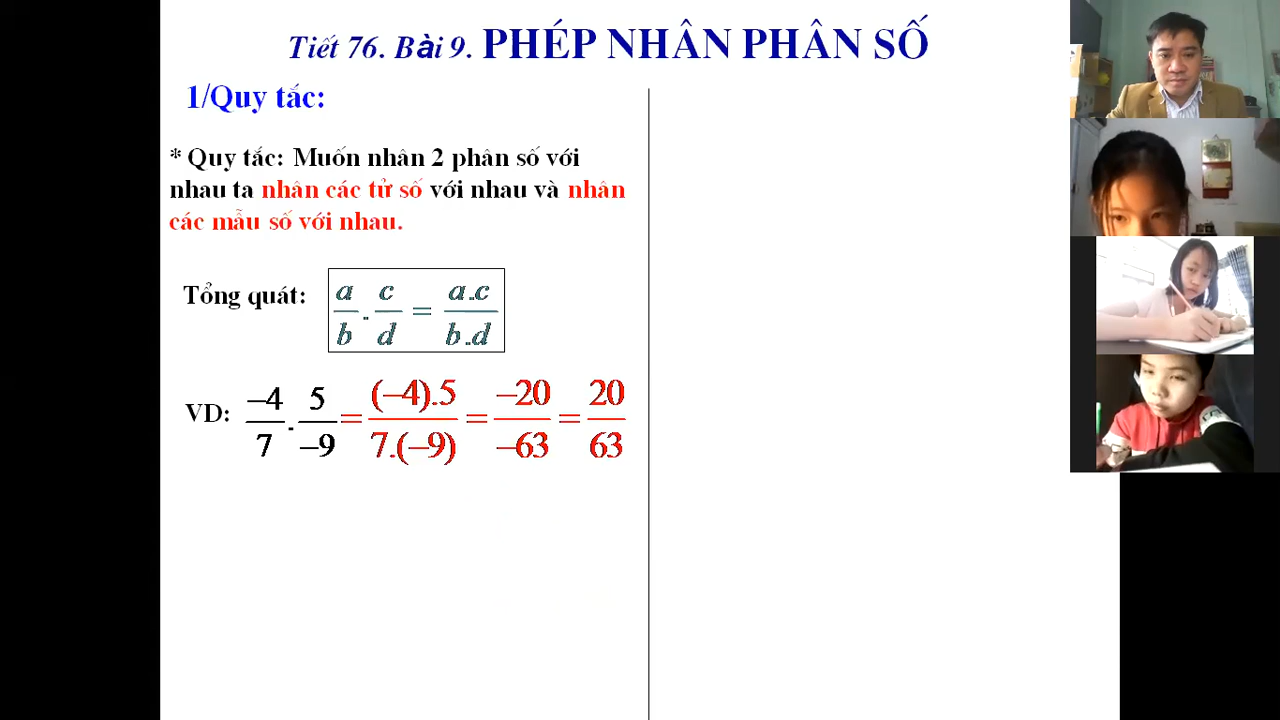 Tiết 76. Bài 9. PHÉP NHÂN PHÂN SỐ
1/Quy tắc:
* Quy tắc: Muốn nhân 2 phân số với
nhau ta nhân các tử số với nhau và nhân
các mẫu số với nhau.
Tổng quát: a/b . c/d = a.c/b.d
VD: −4/7 . 5/−9 = (−4).5/7.(−9) = −20/−63 = 20/63